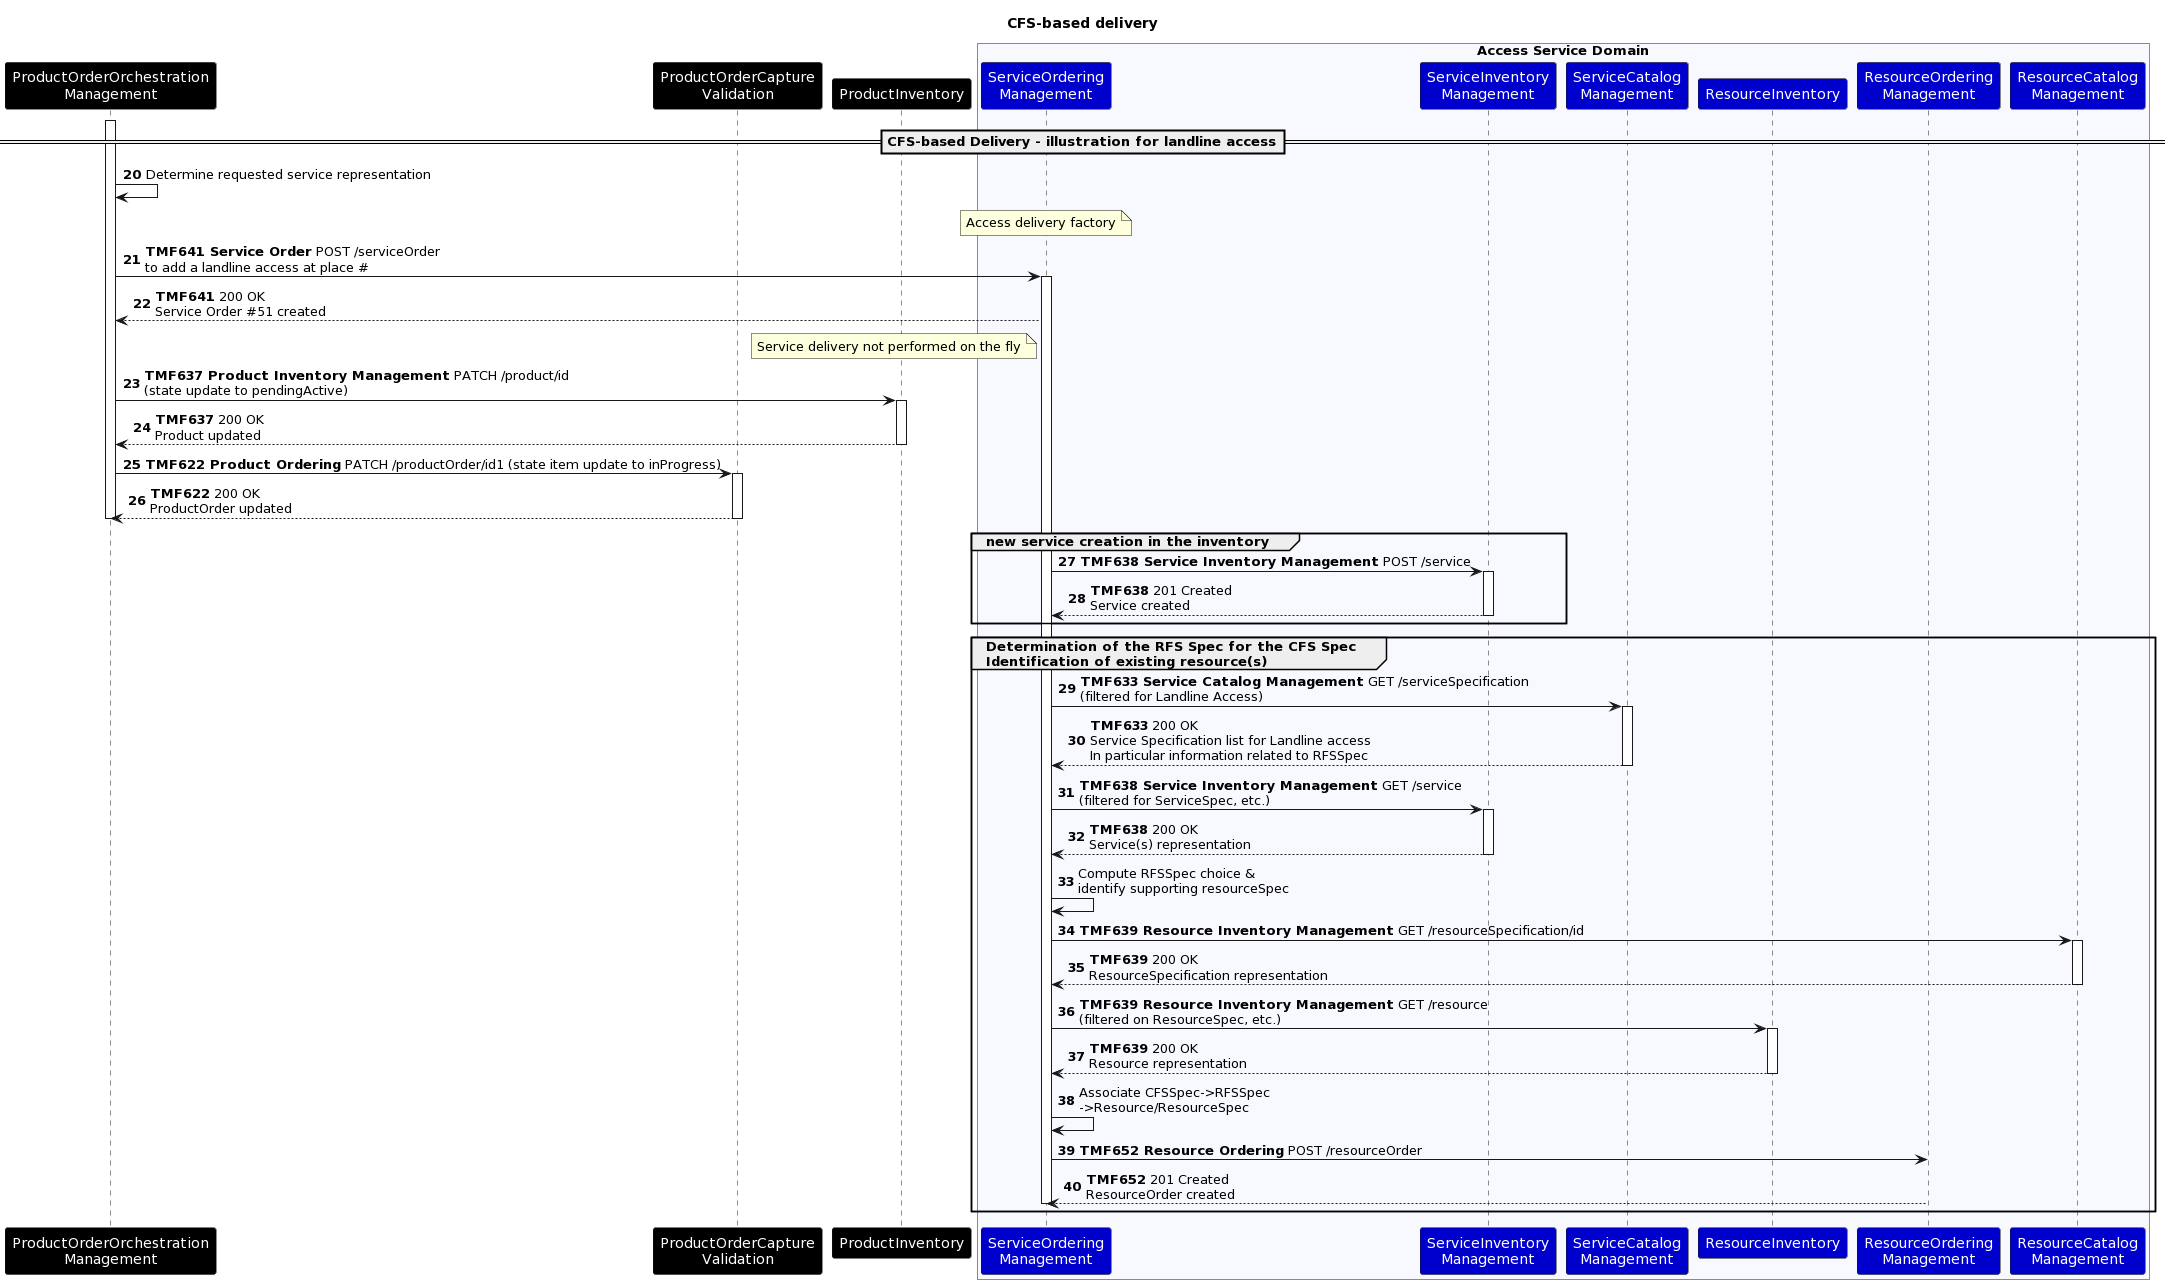 CFS-based delivery
Access Service Domain
ProductOrderOrchestration
Management
ProductOrderCapture
Validation
ProductInventory
ServiceOrdering
Management
ServiceInventory
Management
ServiceCatalog
Management
ResourceInventory
ResourceOrdering
Management
ResourceCatalog
Management
CFS-based Delivery - illustration for landline access
20 Determine requested service representation
Access delivery factory
21 TMF641 Service Order POST /serviceOrder
to add a landline access at place #
22 TMF641 200 OK
Service Order #51 created
Service delivery not performed on the fly
23 TMF637 Product Inventory Management PATCH /product/id
(state update to pendingActive)
24 TMF637 200 OK
Product updated
25 TMF622 Product Ordering PATCH /productOrder/id1 (state item update to inProgress)
26 TMF622 200 OK
ProductOrder updated
new service creation in the inventory
27 TMF638 Service Inventory Management POST /service
28 TMF638 201 Created
Service created
Determination of the RFS Spec for the CFS Spec
Identification of existing resource(s)
29 TMF633 Service Catalog Management GET /serviceSpecification
(filtered for Landline Access)
30 TMF633 200 OK
Service Specification list for Landline access
In particular information related to RFSSpec
31 TMF638 Service Inventory Management GET /service
(filtered for ServiceSpec, etc.)
32 TMF638 200 OK
Service(s) representation
33 Compute RFSSpec choice &
identify supporting resourceSpec
34 TMF639 Resource Inventory Management GET /resourceSpecification/id
35 TMF639 200 OK
ResourceSpecification representation
36 TMF639 Resource Inventory Management GET /resource
(filtered on ResourceSpec, etc.)
37 TMF639 200 OK
Resource representation
38 Associate CFSSpec->RFSSpec
->Resource/ResourceSpec
39 TMF652 Resource Ordering POST /resourceOrder
40 TMF652 201 Created
ResourceOrder created
ProductOrderOrchestration
Management
ProductOrderCapture
Validation
ProductInventory
ServiceOrdering
Management
ServiceInventory
Management
ServiceCatalog
Management
ResourceInventory
ResourceOrdering
Management
ResourceCatalog
Management